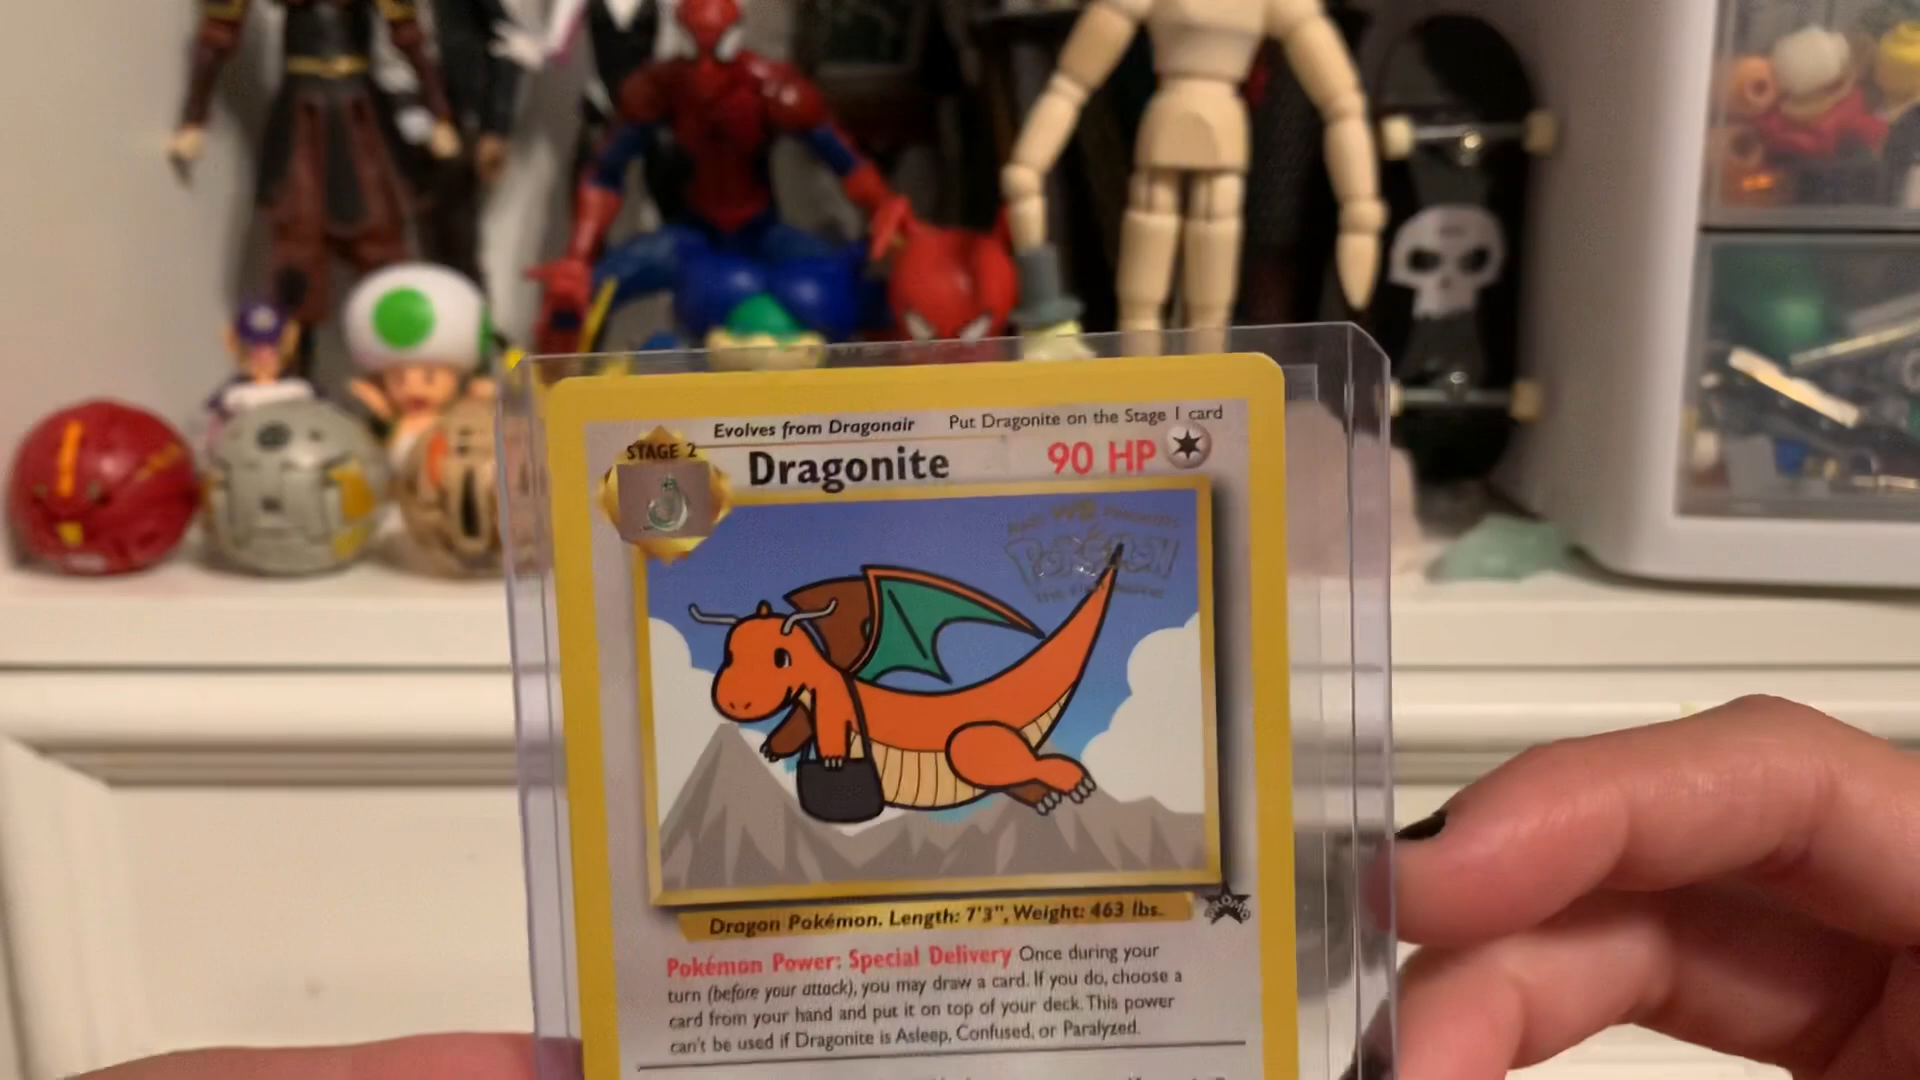 Evolves from Dragonair Put Dragonite on the Stage 1 card
STAGE 2
Dragonite 90 HP
POKéMON
Dragon Pokémon. Length: 7'3", Weight: 463 lbs.
PROMO
Pokémon Power: Special Delivery Once during your
turn (before your attack), you may draw a card. If you do, choose a
card from your hand and put it on top of your deck. This power
can't be used if Dragonite is Asleep, Confused, or Paralyzed.